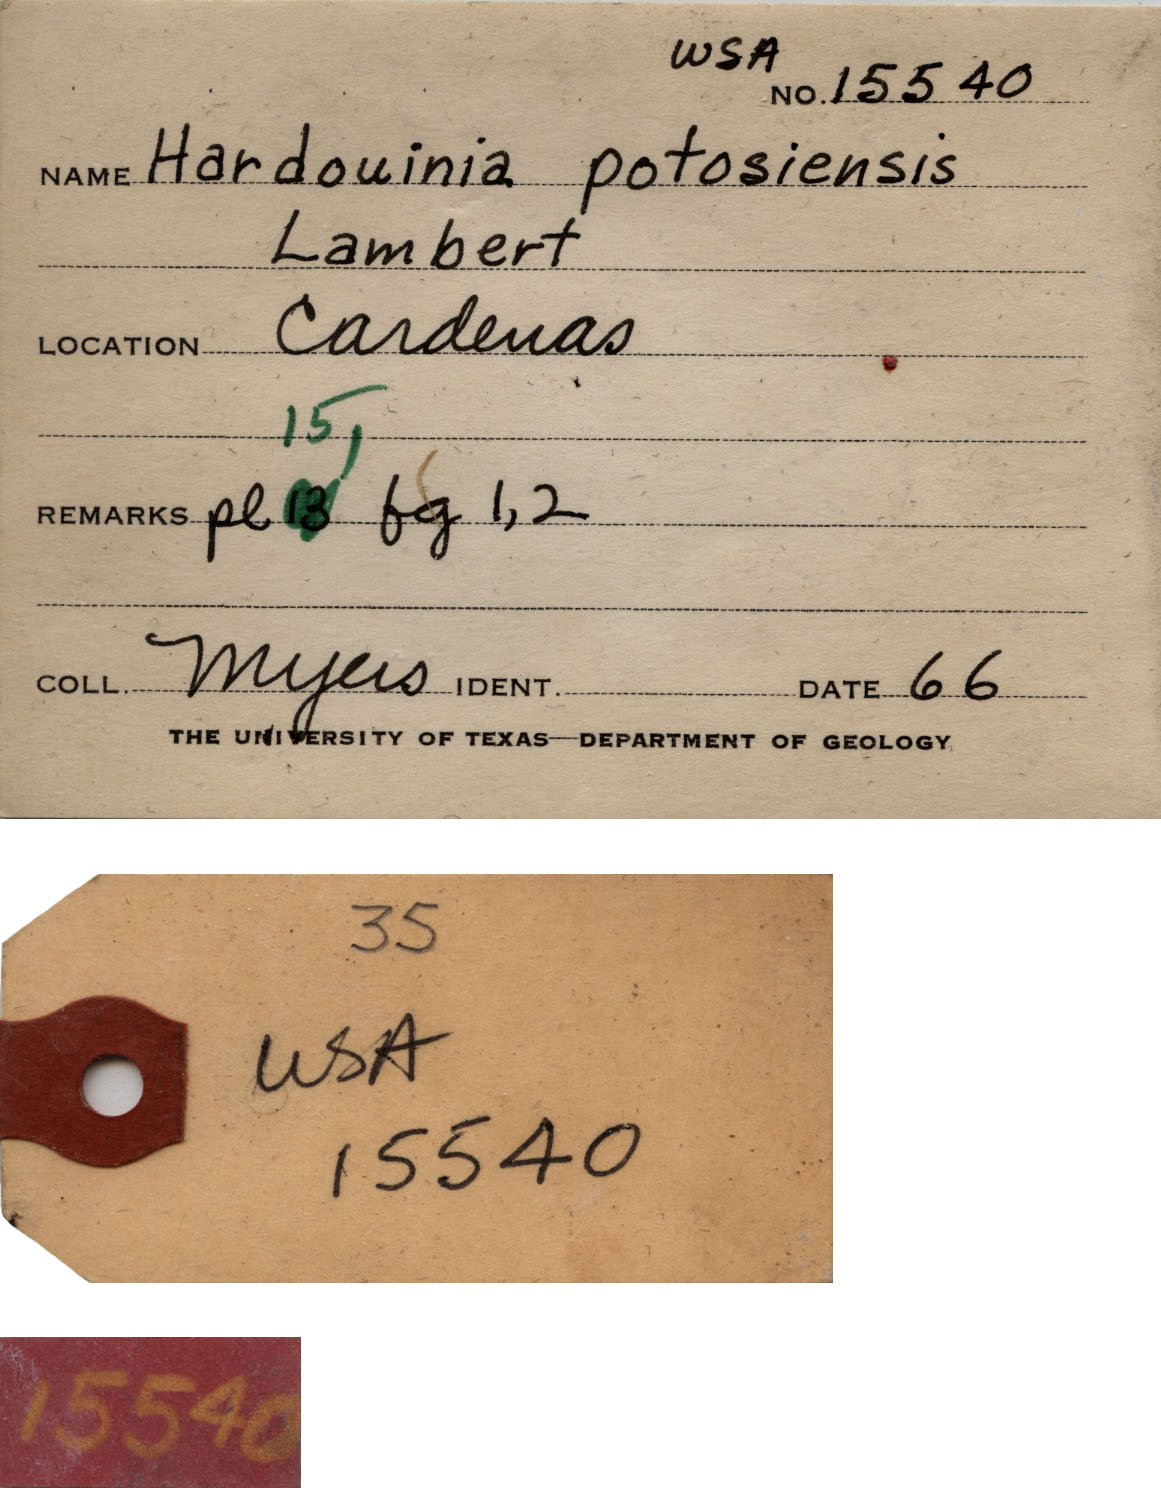 WSA
NO. 15540
NAME Hardouinia potosiensis
Lambert
LOCATION Cardenas
15,
REMARKS pl 13 fg 1,2
COLL. Myers IDENT. DATE 66
THE UNIVERSITY OF TEXAS—DEPARTMENT OF GEOLOGY
35
WSA
15540
15540